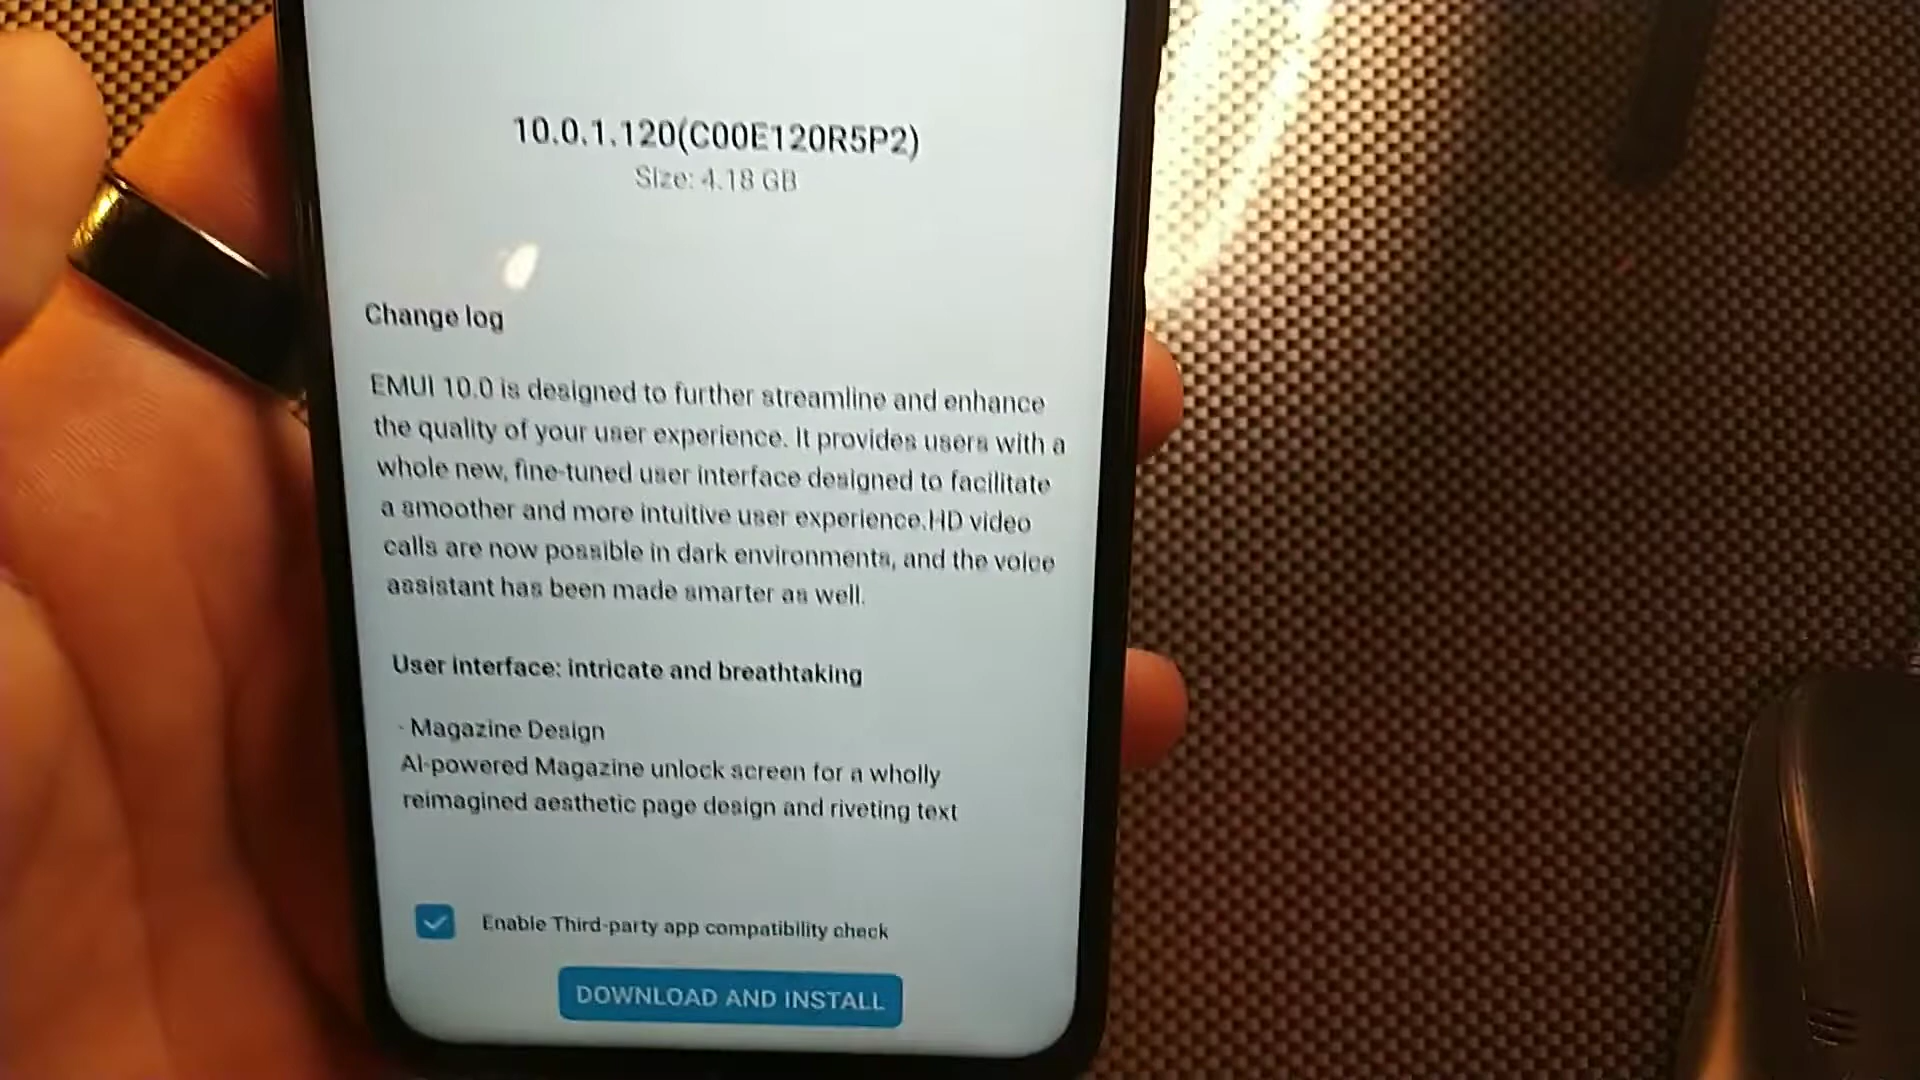 10.0.1.120(C00E120R5P2)
Size: 4.18 GB
Change log
EMUI 10.0 is designed to further streamline and enhance
the quality of your user experience. It provides users with a
whole new, fine-tuned user interface designed to facilitate
a smoother and more intuitive user experience.HD video
calls are now possible in dark environments, and the voice
assistant has been made smarter as well.
User interface: intricate and breathtaking
- Magazine Design
AI-powered Magazine unlock screen for a wholly
reimagined aesthetic page design and riveting text
Enable Third-party app compatibility check
DOWNLOAD AND INSTALL